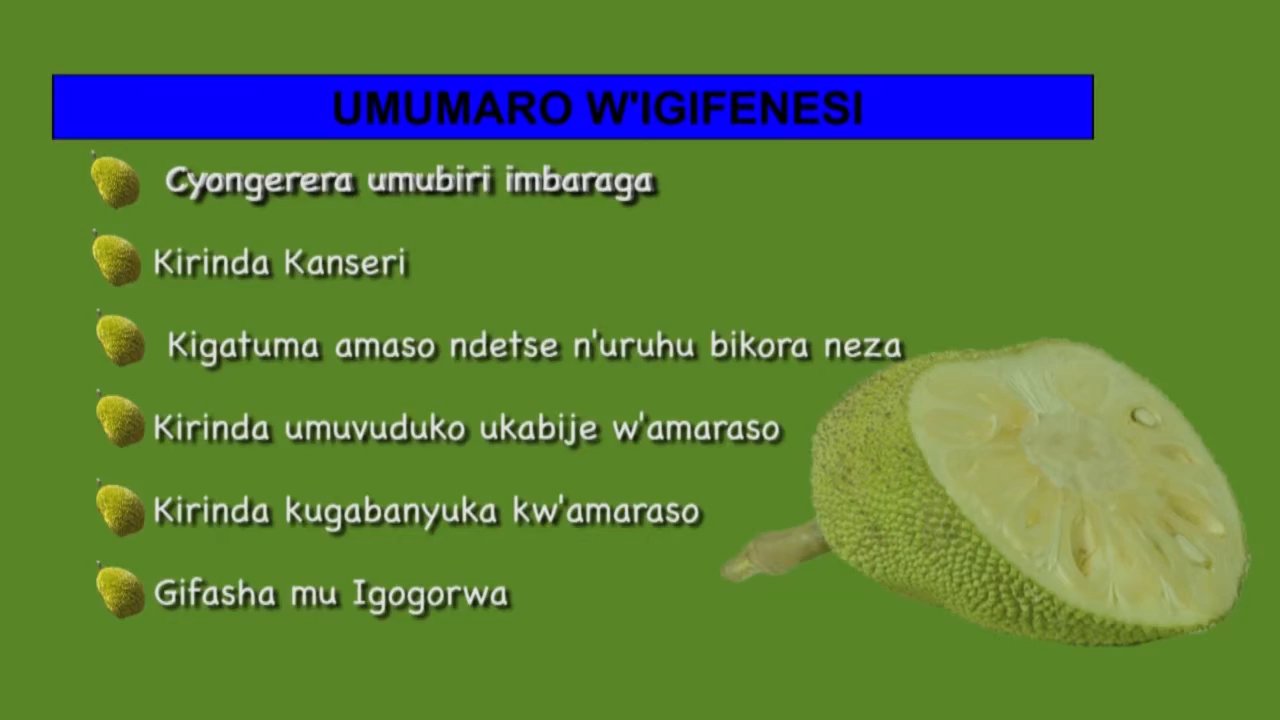 UMUMARO W'IGIFENESI
Cyongerera umubiri imbaraga
Kirinda Kanseri
Kigatuma amaso ndetse n'uruhu bikora neza
Kirinda umuvuduko ukabije w'amaraso
Kirinda kugabanyuka kw'amaraso
Gifasha mu Igogorwa